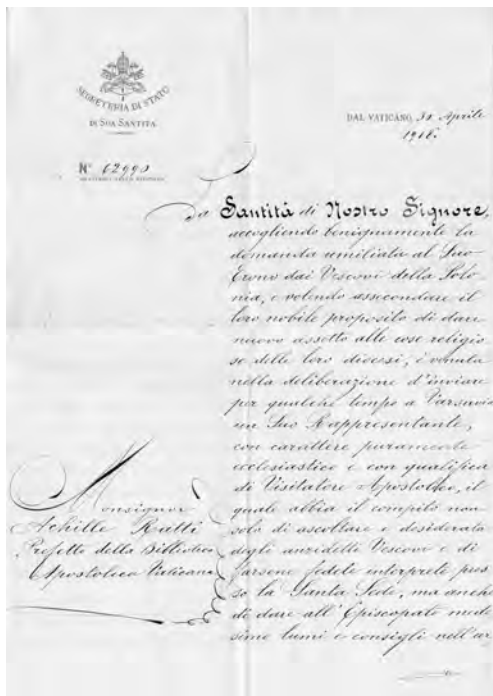 SEGRETERIA DI STATO
DI SUA SANTITÀ
DAL VATICANO, 30 Aprile
1918.
N° 62990
La Santità di Nostro Signore,
accogliendo benignamente la
domanda umiliata al Suo
Trono dai Vescovi della Polo
nia, e volendo assecondare il
loro nobile proposito di dare
nuovo assetto alle cose religio
se delle loro diocesi, è venuta
nella deliberazione d'inviare
per qualche tempo a Varsavia
un Suo Rappresentante,
con carattere puramente
ecclesiastico e con qualifica
di Visitatore Apostolico, il
quale abbia il compito non
solo di ascoltare i desiderata
degli anzidetti Vescovi e di
farsene fedele interprete pres
so la Santa Sede, ma anche
di dare all'Episcopato mede
simo lumi e consigli nell'ar
Monsignor
Achille Ratti
Prefetto della Biblioteca
Apostolica Vaticana